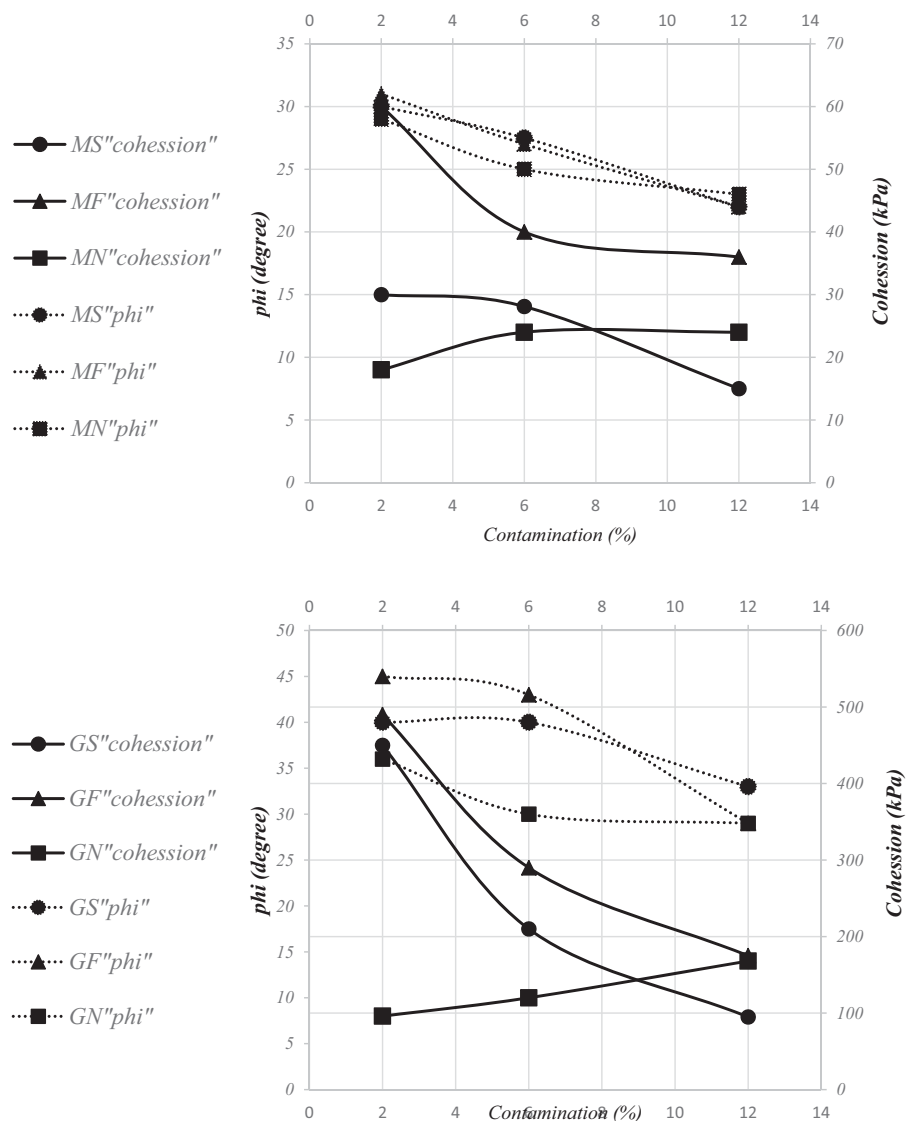 0 2 4 6 8 10 12 14
35 70
30 60
25 50
20 40
15 30
10 20
5 10
0 0
phi (degree)
Cohession (kPa)
MS"cohession"
MF"cohession"
MN"cohession"
MS"phi"
MF"phi"
MN"phi"
0 2 4 6 8 10 12 14
Contamination (%)
0 2 4 6 8 10 12 14
50 600
45
40 500
35 400
30
25 300
20
15 200
10 100
5
0 0
phi (degree)
Cohession (kPa)
GS"cohession"
GF"cohession"
GN"cohession"
GS"phi"
GF"phi"
GN"phi"
0 2 4 6 8 10 12 14
Contamination (%)